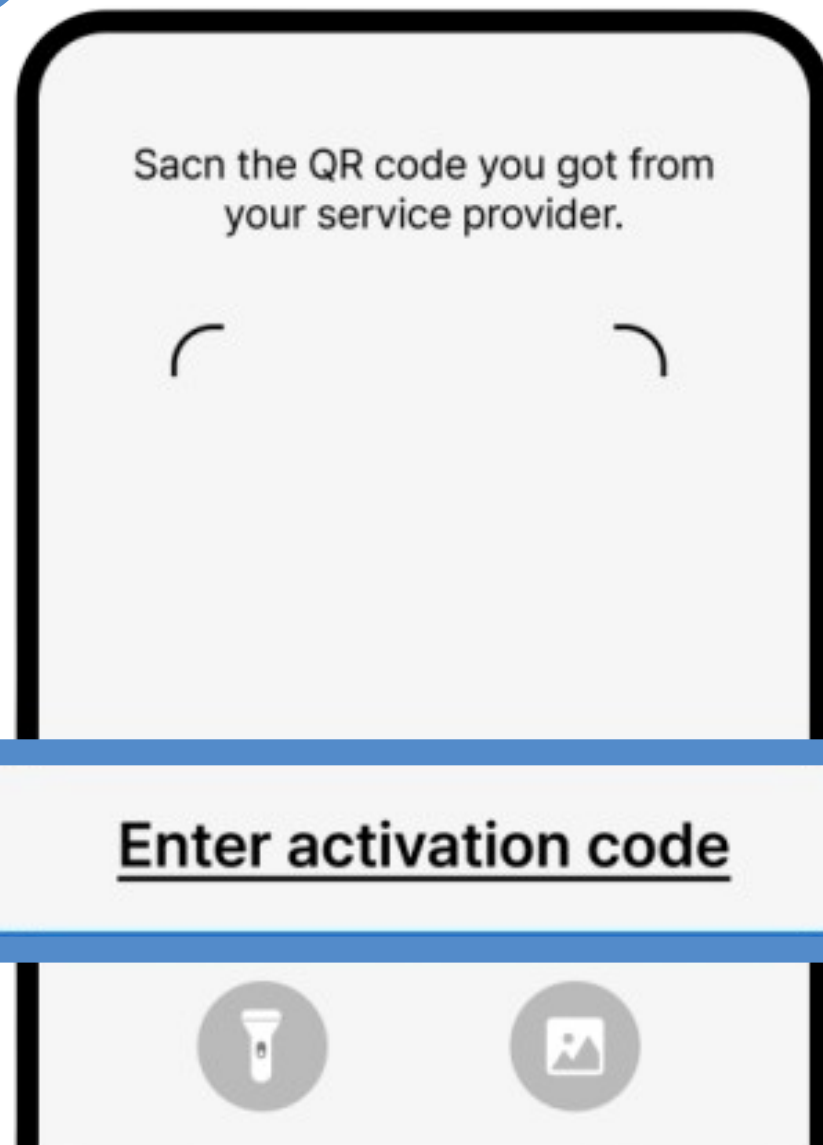 Sacn the QR code you got from
your service provider.
Enter activation code